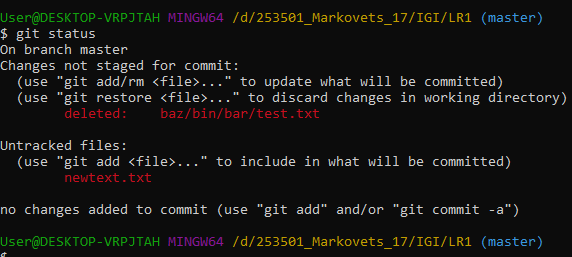 User@DESKTOP-VRPJTAH MINGW64 /d/253501_Markovets_17/IGI/LR1 (master)
$ git status
On branch master
Changes not staged for commit:
  (use "git add/rm <file>..." to update what will be committed)
  (use "git restore <file>..." to discard changes in working directory)
        deleted:    baz/bin/bar/test.txt

Untracked files:
  (use "git add <file>..." to include in what will be committed)
        newtext.txt

no changes added to commit (use "git add" and/or "git commit -a")

User@DESKTOP-VRPJTAH MINGW64 /d/253501_Markovets_17/IGI/LR1 (master)
$